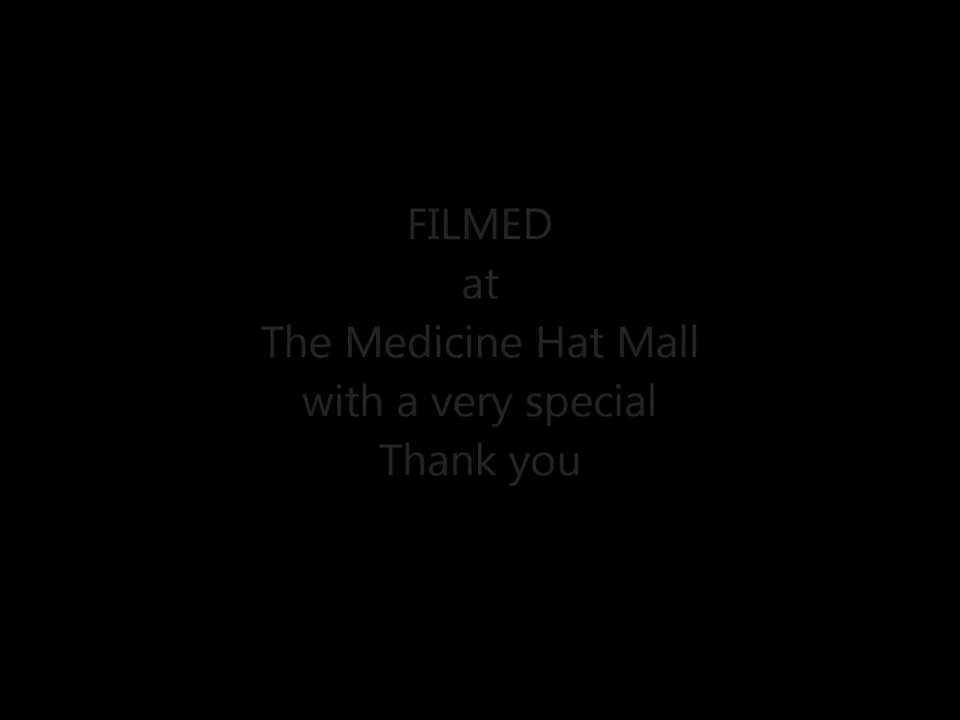 FILMED
at
The Medicine Hat Mall
with a very special
Thank you